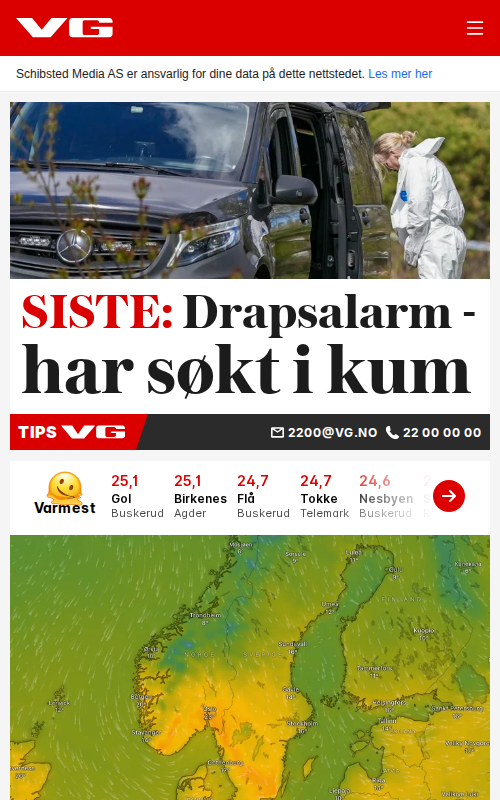 VG
Schibsted Media AS er ansvarlig for dine data på dette nettstedet. Les mer her
SISTE: Drapsalarm -
har søkt i kum
TIPS VG
2200@VG.NO 22 00 00 00
Varmest
25,1 Gol Buskerud
25,1 Birkenes Agder
24,7 Flå Buskerud
24,7 Tokke Telemark
24,6 Nesbyen Buskerud
Trondheim
Stockholm
Helsingfors
Tallinn
Riga
Kuopio
Göteborg
Sundsvall
Umeå
Luleå
Oslo
Bergen
Stavanger
Lerwick